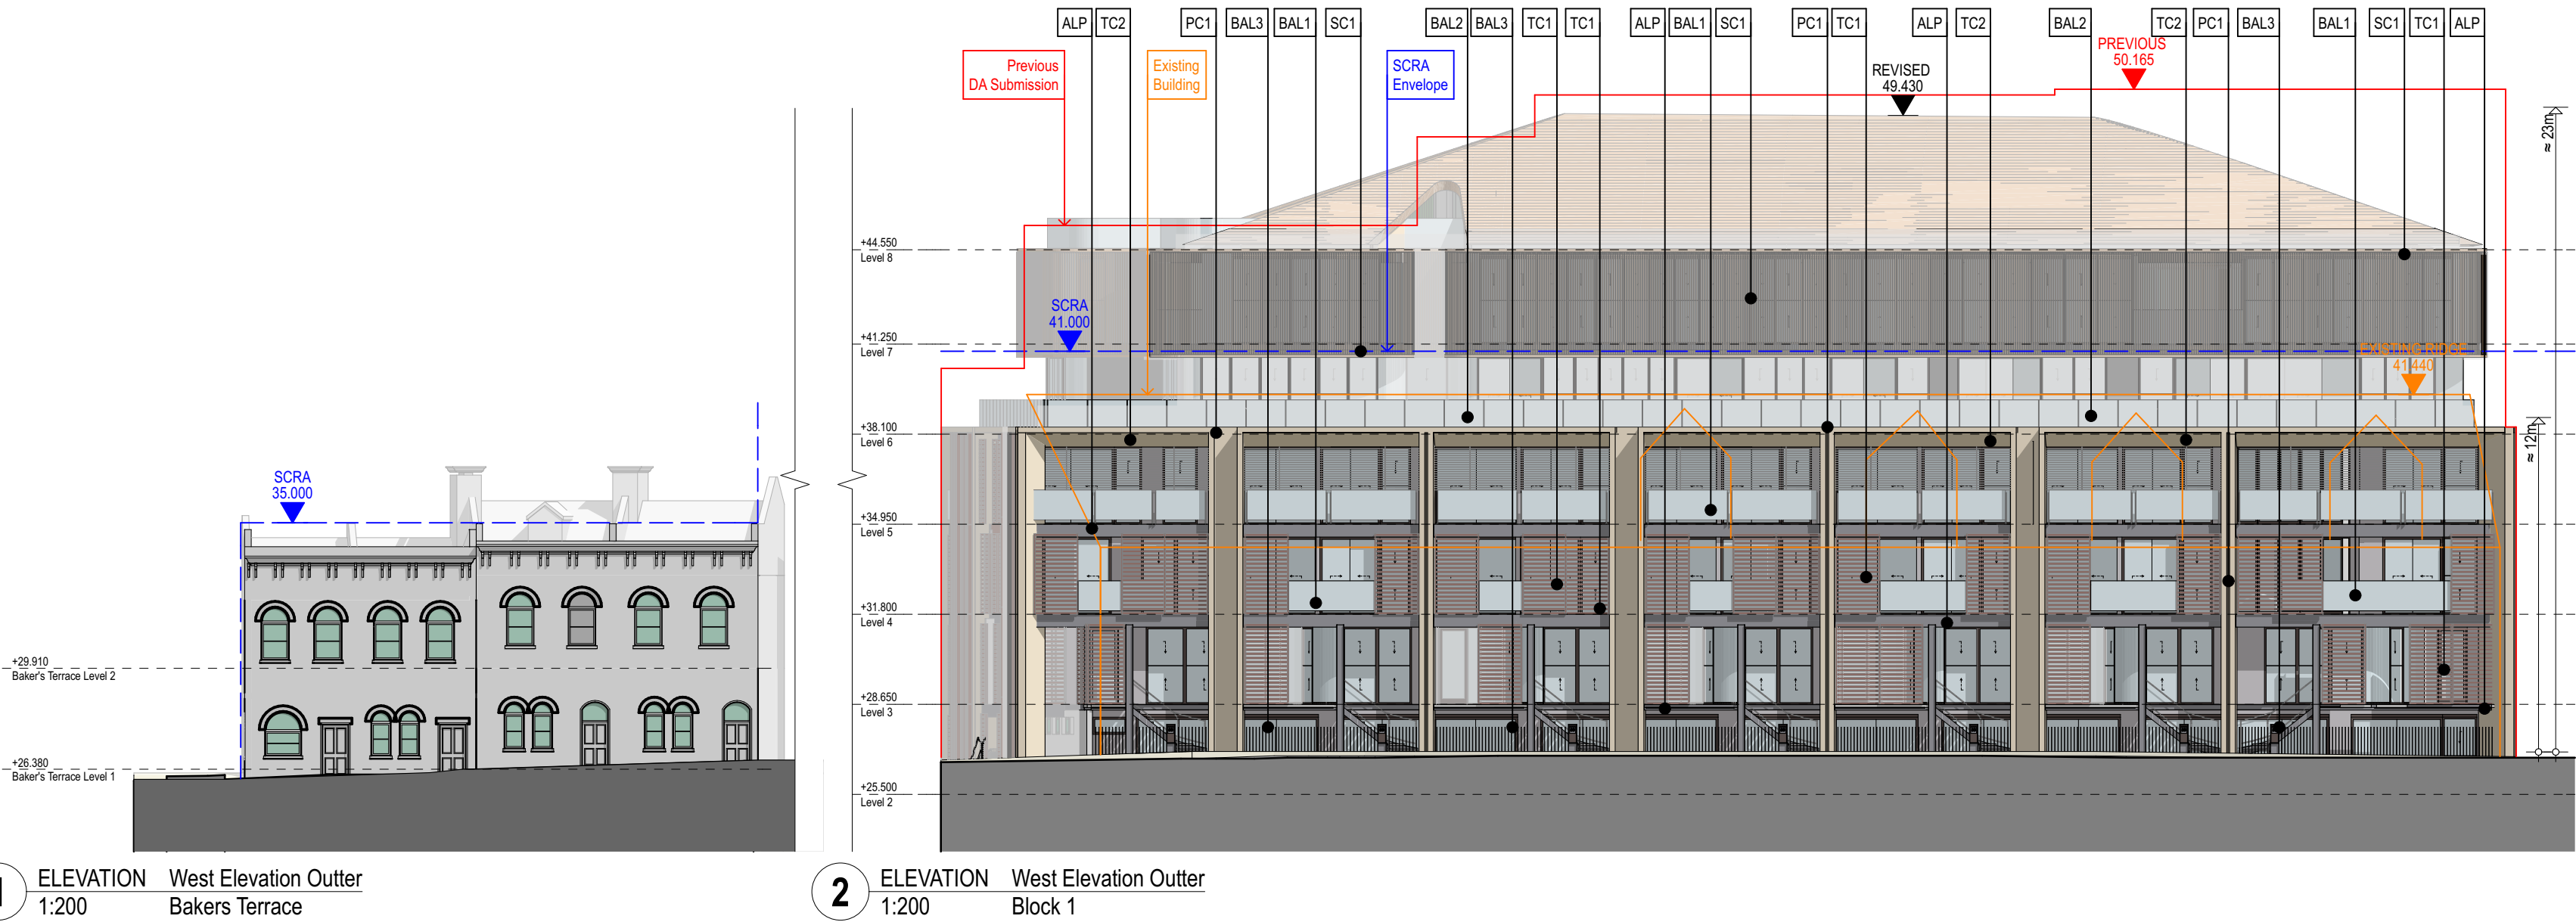 ALP TC2 PC1 BAL3 BAL1 SC1 BAL2 BAL3 TC1 TC1 ALP BAL1 SC1 PC1 TC1 ALP TC2 BAL2 TC2 PC1 BAL3 BAL1 SC1 TC1 ALP
Previous
DA Submission
Existing
Building
SCRA
Envelope
REVISED
49.430
PREVIOUS
50.165
≈ 23m
+44.550
Level 8
SCRA
41.000
+41.250
Level 7
EXISTING RIDGE
41.440
≈ 12m
+38.100
Level 6
SCRA
35.000
+34.950
Level 5
+31.800
Level 4
+29.910
Baker's Terrace Level 2
+28.650
Level 3
+26.380
Baker's Terrace Level 1
+25.500
Level 2
1
ELEVATION West Elevation Outter
1:200 Bakers Terrace
2
ELEVATION West Elevation Outter
1:200 Block 1